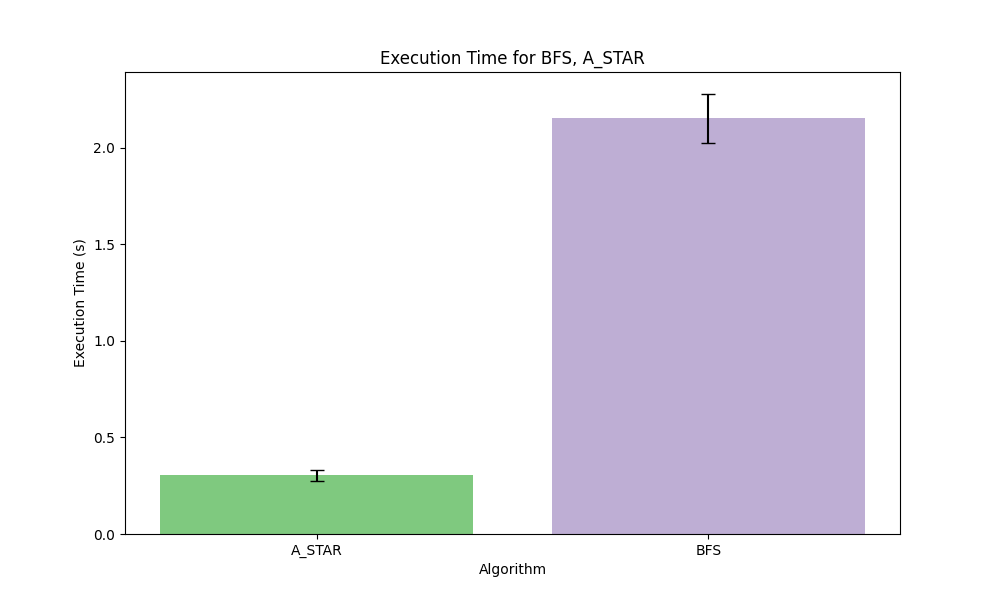 Execution Time for BFS, A_STAR
Execution Time (s)
2.0
1.5
1.0
0.5
0.0
A_STAR
BFS
Algorithm